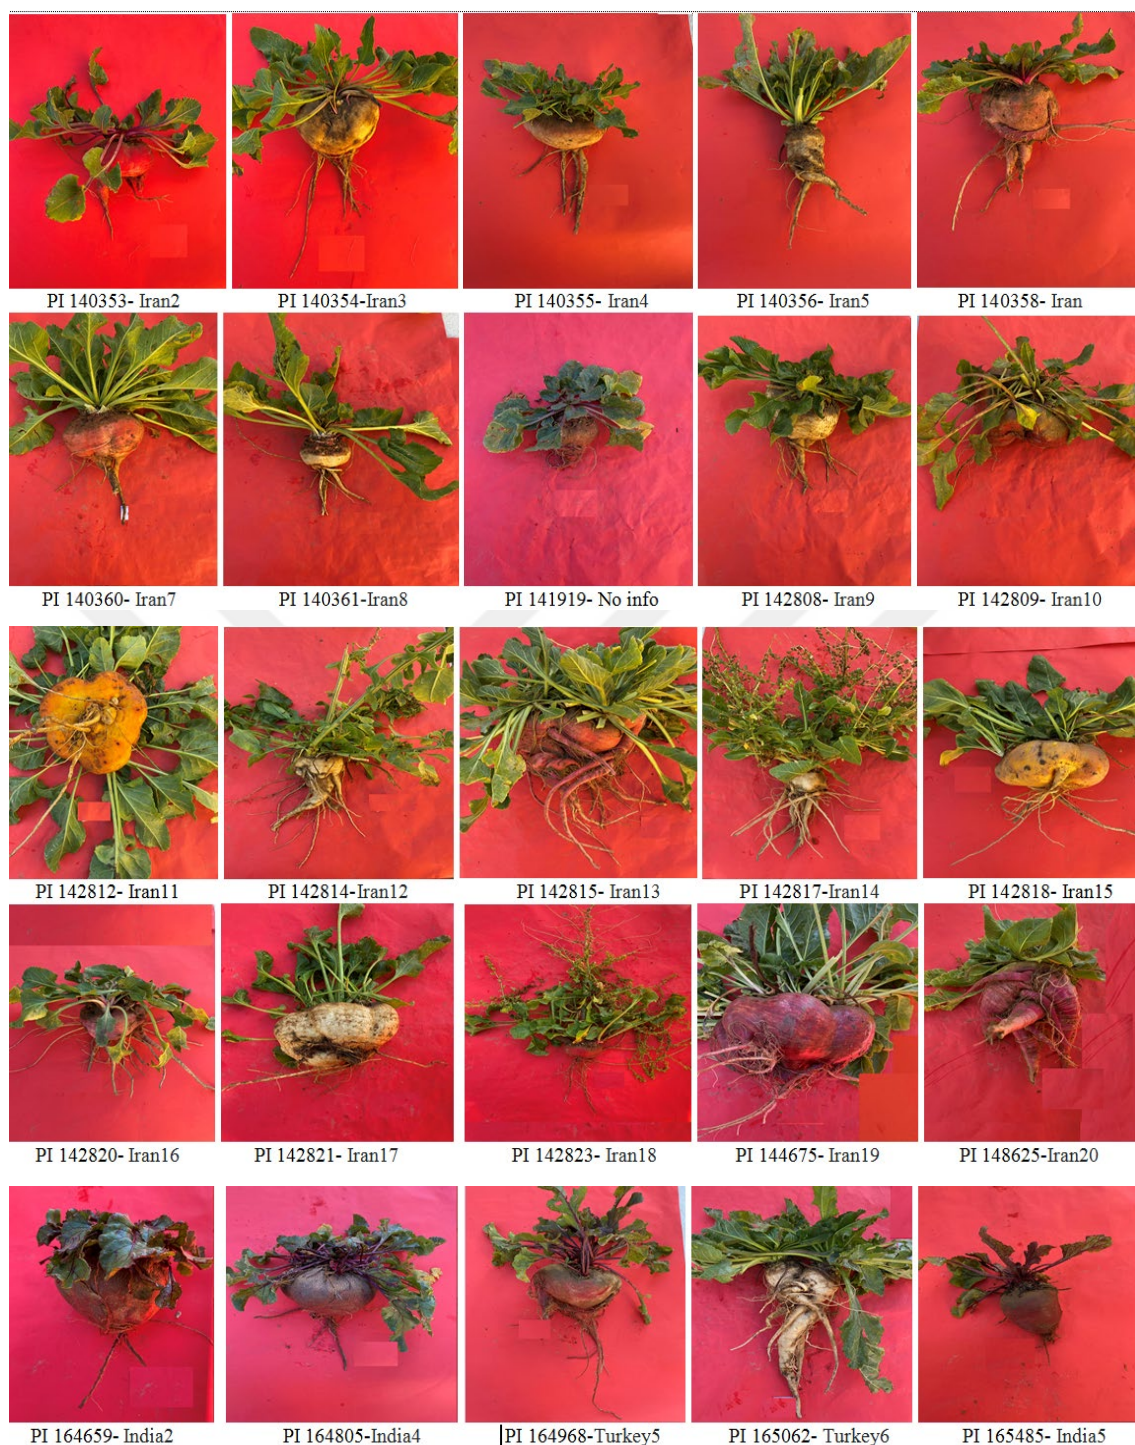 PI 140353- Iran2 PI 140354-Iran3 PI 140355- Iran4 PI 140356- Iran5 PI 140358- Iran
PI 140360- Iran7 PI 140361-Iran8 PI 141919- No info PI 142808- Iran9 PI 142809- Iran10
PI 142812- Iran11 PI 142814-Iran12 PI 142815- Iran13 PI 142817-Iran14 PI 142818- Iran15
PI 142820- Iran16 PI 142821- Iran17 PI 142823- Iran18 PI 144675- Iran19 PI 148625-Iran20
PI 164659- India2 PI 164805-India4 PI 164968-Turkey5 PI 165062- Turkey6 PI 165485- India5